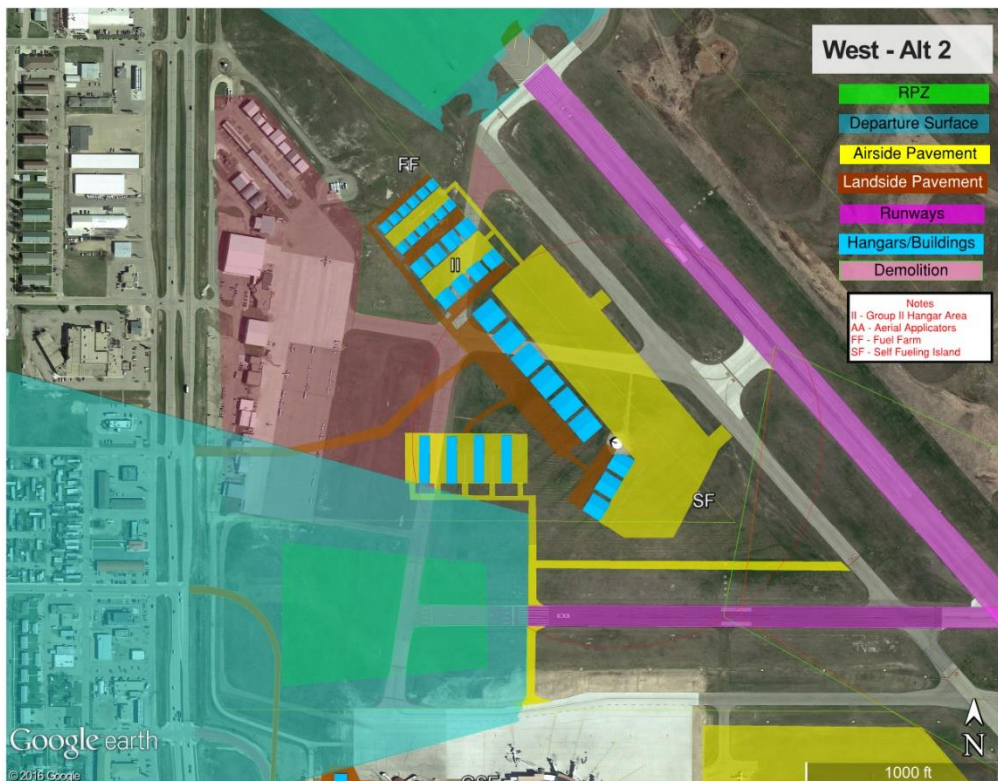 West - Alt 2
RPZ
Departure Surface
Airside Pavement
Landside Pavement
Runways
Hangars/Buildings
Demolition
Notes
II - Group II Hangar Area
AA - Aerial Applicators
FF - Fuel Farm
SF - Self Fueling Island
FF
II
SF
N
Google earth
© 2016 Google
1000 ft